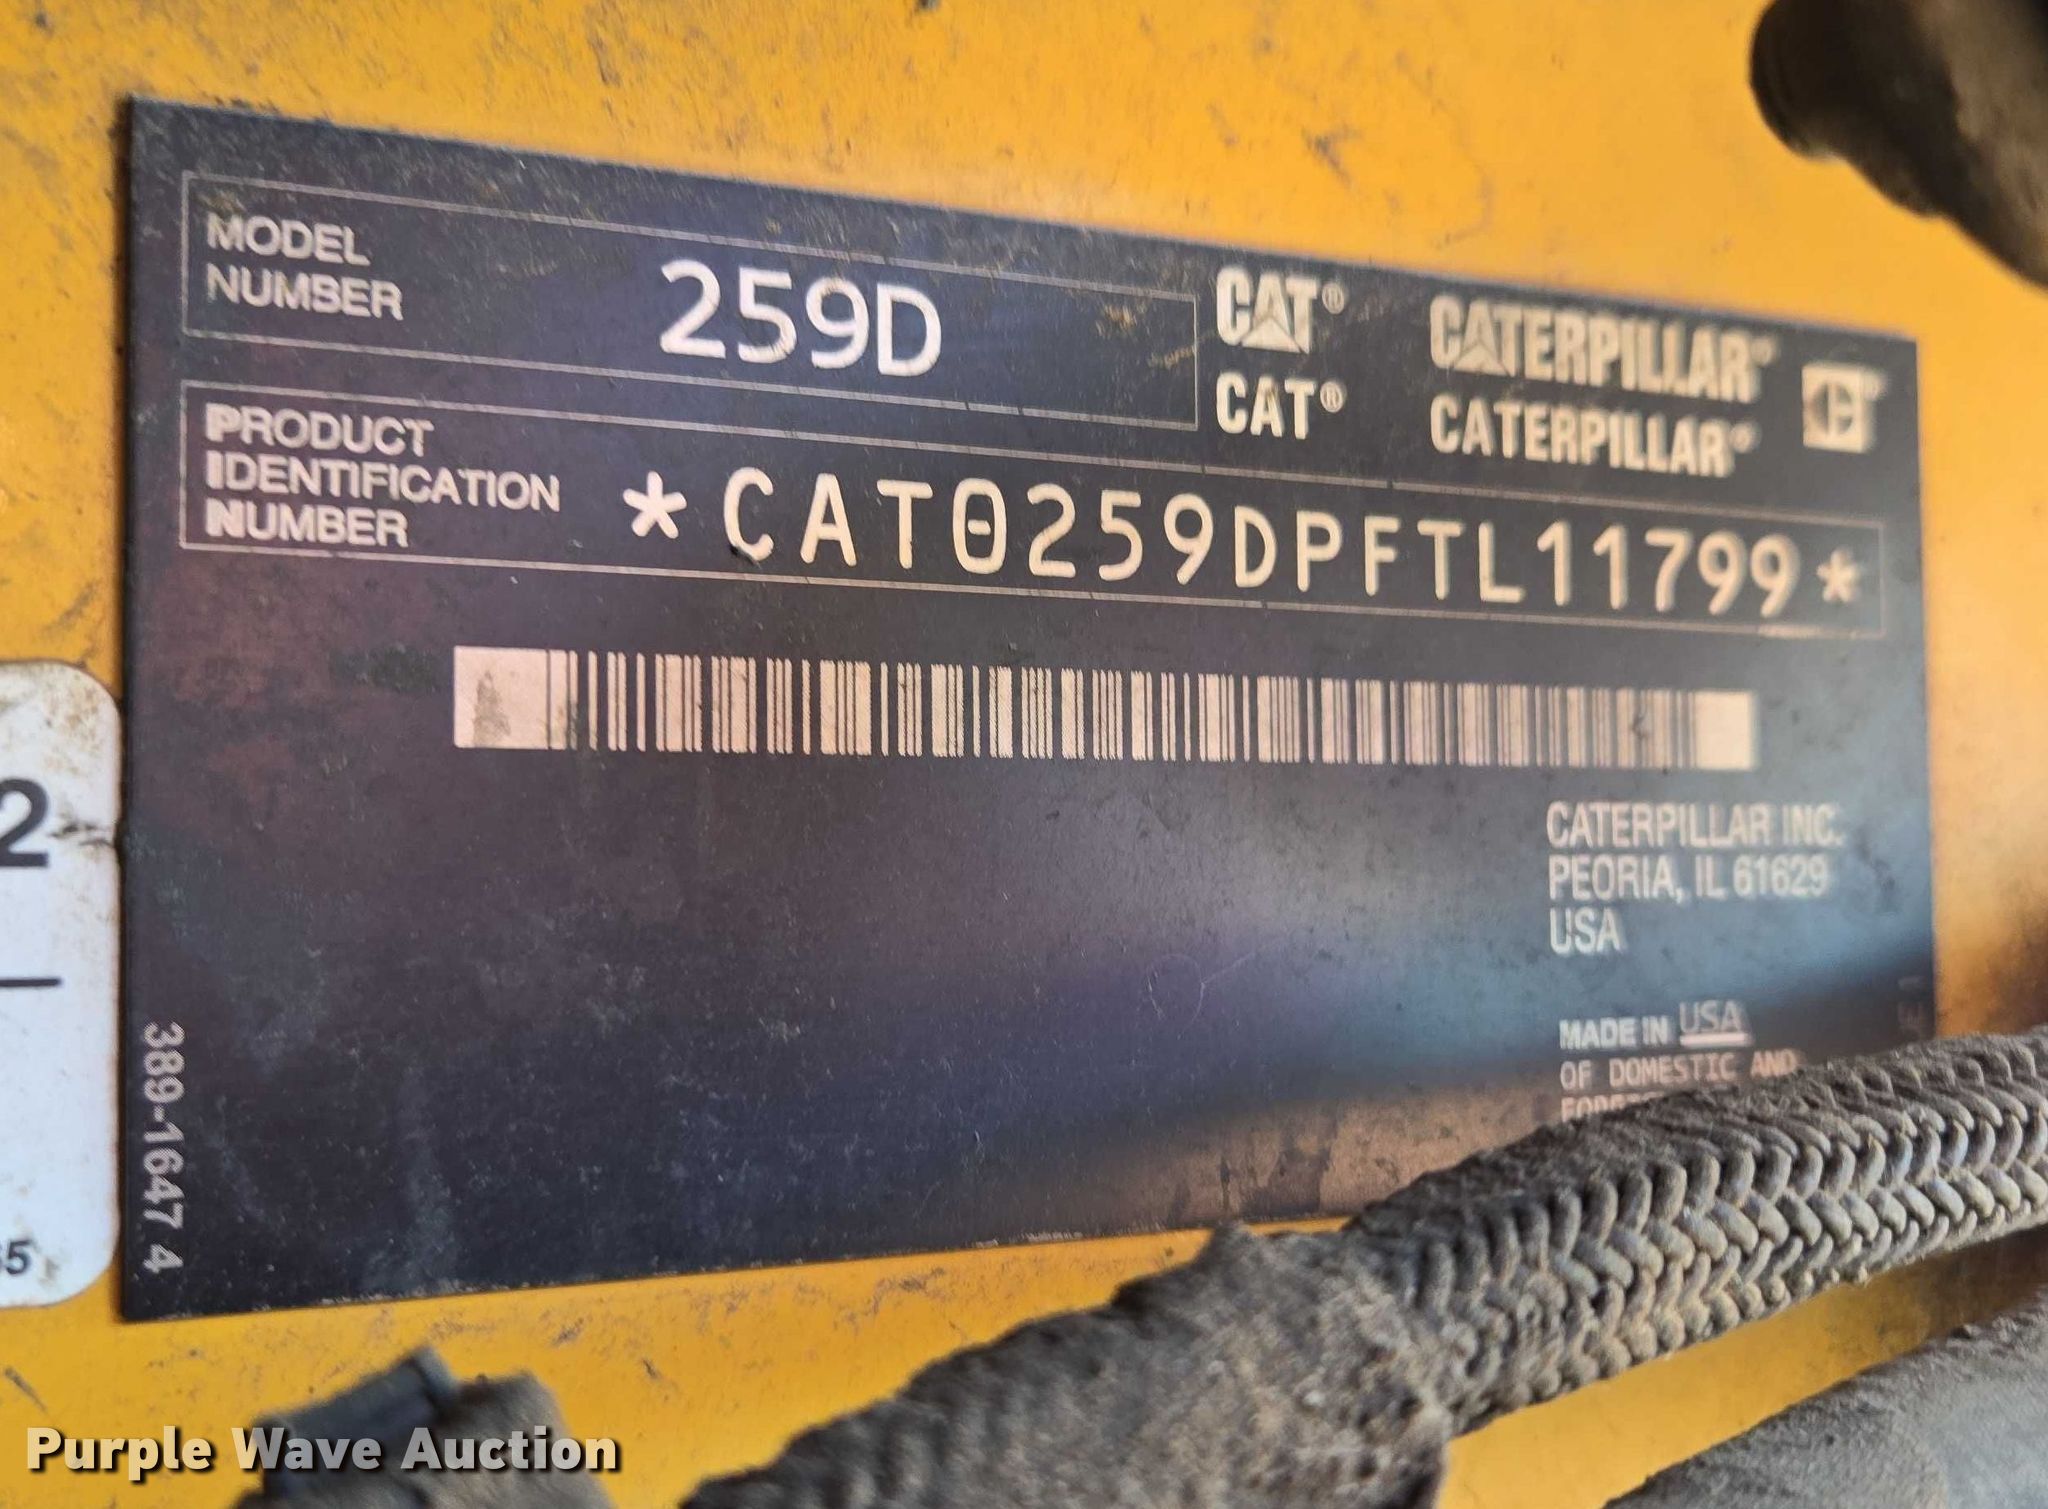 MODEL
NUMBER
259D
CAT® CATERPILLAR®
CAT® CATERPILLAR®
PRODUCT
IDENTIFICATION
NUMBER
*CAT0259DPFTL11799*
CATERPILLAR INC.
PEORIA, IL 61629
USA
MADE IN USA
OF DOMESTIC AND
389-1647 4
2
Purple Wave Auction